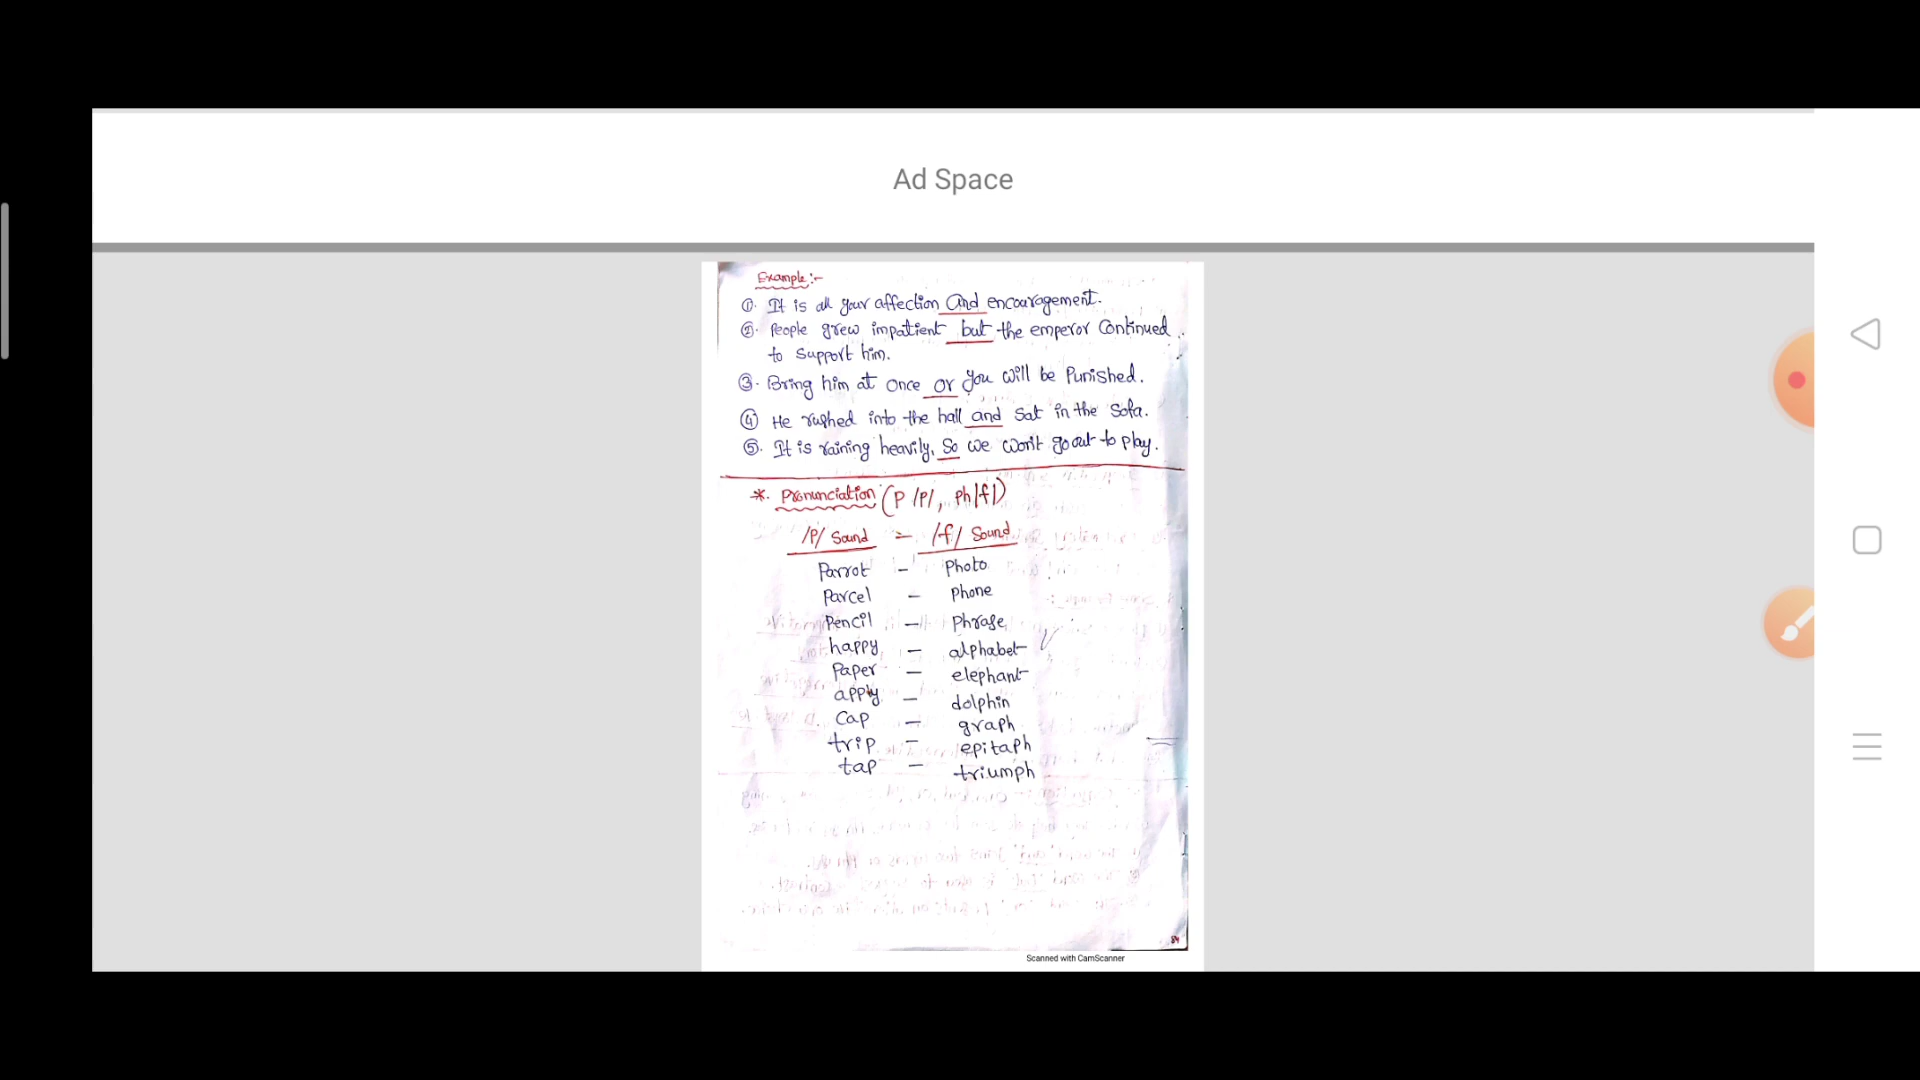 Ad Space
Example:-
①. It is all your affection and encouragement.
②. People grew impatient but the emperor continued
to support him.
③. Bring him at once or you will be Punished.
④ He rushed into the hall and sat in the sofa.
⑤. It is raining heavily, So we won't go out to play.
*. Pronunciation (P /P/, ph/f/)
/P/ Sound = /f/ Sound
Parrot - Photo
Parcel - Phone
Pencil - Phrase
happy - alphabet
Paper - elephant
apply - dolphin
Cap - graph
trip - epitaph
tap - triumph
84
Scanned with CamScanner